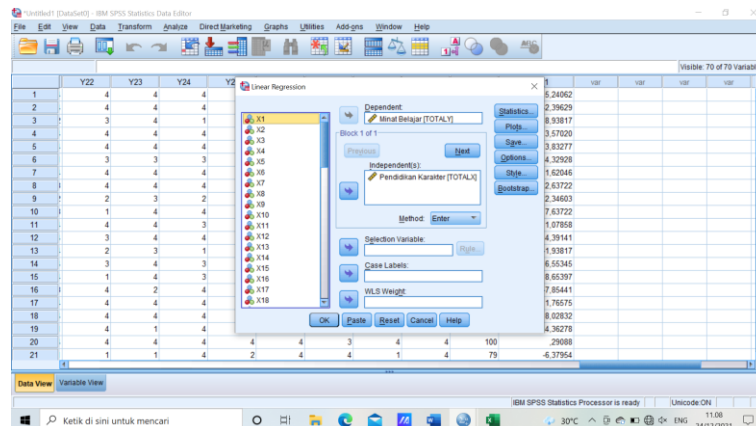 *Untitled1 [DataSet0] - IBM SPSS Statistics Data Editor
File Edit View Data Transform Analyze Direct Marketing Graphs Utilities Add-ons Window Help
Visible: 70 of 70 Variabl
Y22 Y23 Y24 Y2 1 var var var var
1 4 4 4 5,24062
2 4 4 4 2,39629
3 3 4 1 8,93817
4 4 4 4 3,57020
5 4 4 4 3,83277
6 3 3 3 4,32928
7 4 4 4 1,62046
8 4 4 4 2,63722
9 2 3 2 2,34603
10 1 4 4 7,63722
11 4 4 3 1,07858
12 3 4 4 4,39141
13 2 3 1 1,93817
14 3 4 3 6,55345
15 1 4 3 8,65397
16 4 2 4 7,85441
17 4 4 4 1,76575
18 4 4 4 8,02832
19 4 1 4 4,36278
20 4 4 4 4 4 3 4 4 100 ,29088
21 1 1 4 2 4 4 1 4 79 -6,37954
Linear Regression
X1
X2
X3
X4
X5
X6
X7
X8
X9
X10
X11
X12
X13
X14
X15
X16
X17
X18
Dependent:
Minat Belajar [TOTALY]
Block 1 of 1
Previous Next
Independent(s):
Pendidikan Karakter [TOTALX]
Method: Enter
Selection Variable:
Rule...
Case Labels:
WLS Weight:
Statistics...
Plots...
Save...
Options...
Style...
Bootstrap...
OK Paste Reset Cancel Help
Data View Variable View
IBM SPSS Statistics Processor is ready Unicode:ON
Ketik di sini untuk mencari
30°C ENG 11.08
24/12/2021